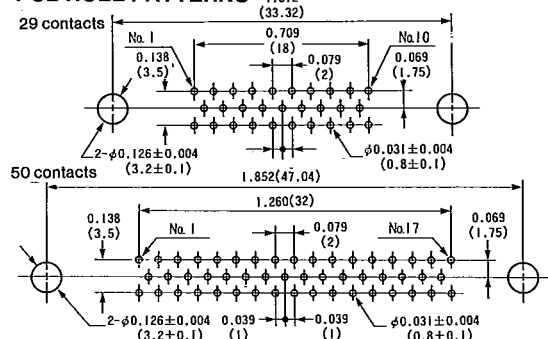 29 contacts
(33.32)
0.709
(18)
No. 1
No. 10
0.138
(3.5)
0.079
(2)
0.069
(1.75)
2-φ0.126±0.004
(3.2±0.1)
φ0.031±0.004
(0.8±0.1)
50 contacts
1.852(47.04)
1.260(32)
0.138
(3.5)
No. 1
0.079
(2)
No. 17
0.069
(1.75)
2-φ0.126±0.004
(3.2±0.1)
0.039
(1)
0.039
(1)
φ0.031±0.004
(0.8±0.1)